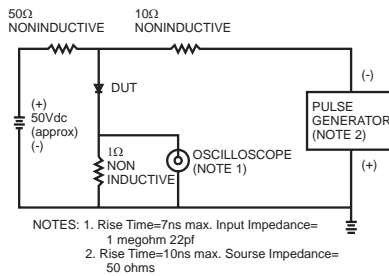 50Ω
NONINDUCTIVE
10Ω
NONINDUCTIVE
(+)
50Vdc
(approx)
(-)
DUT
1Ω
NON
INDUCTIVE
OSCILLOSCOPE
(NOTE 1)
(-)
PULSE
GENERATOR
(NOTE 2)
(+)
NOTES: 1. Rise Time=7ns max. Input Impedance=
1 megohm 22pf
2. Rise Time=10ns max. Sourse Impedance=
50 ohms